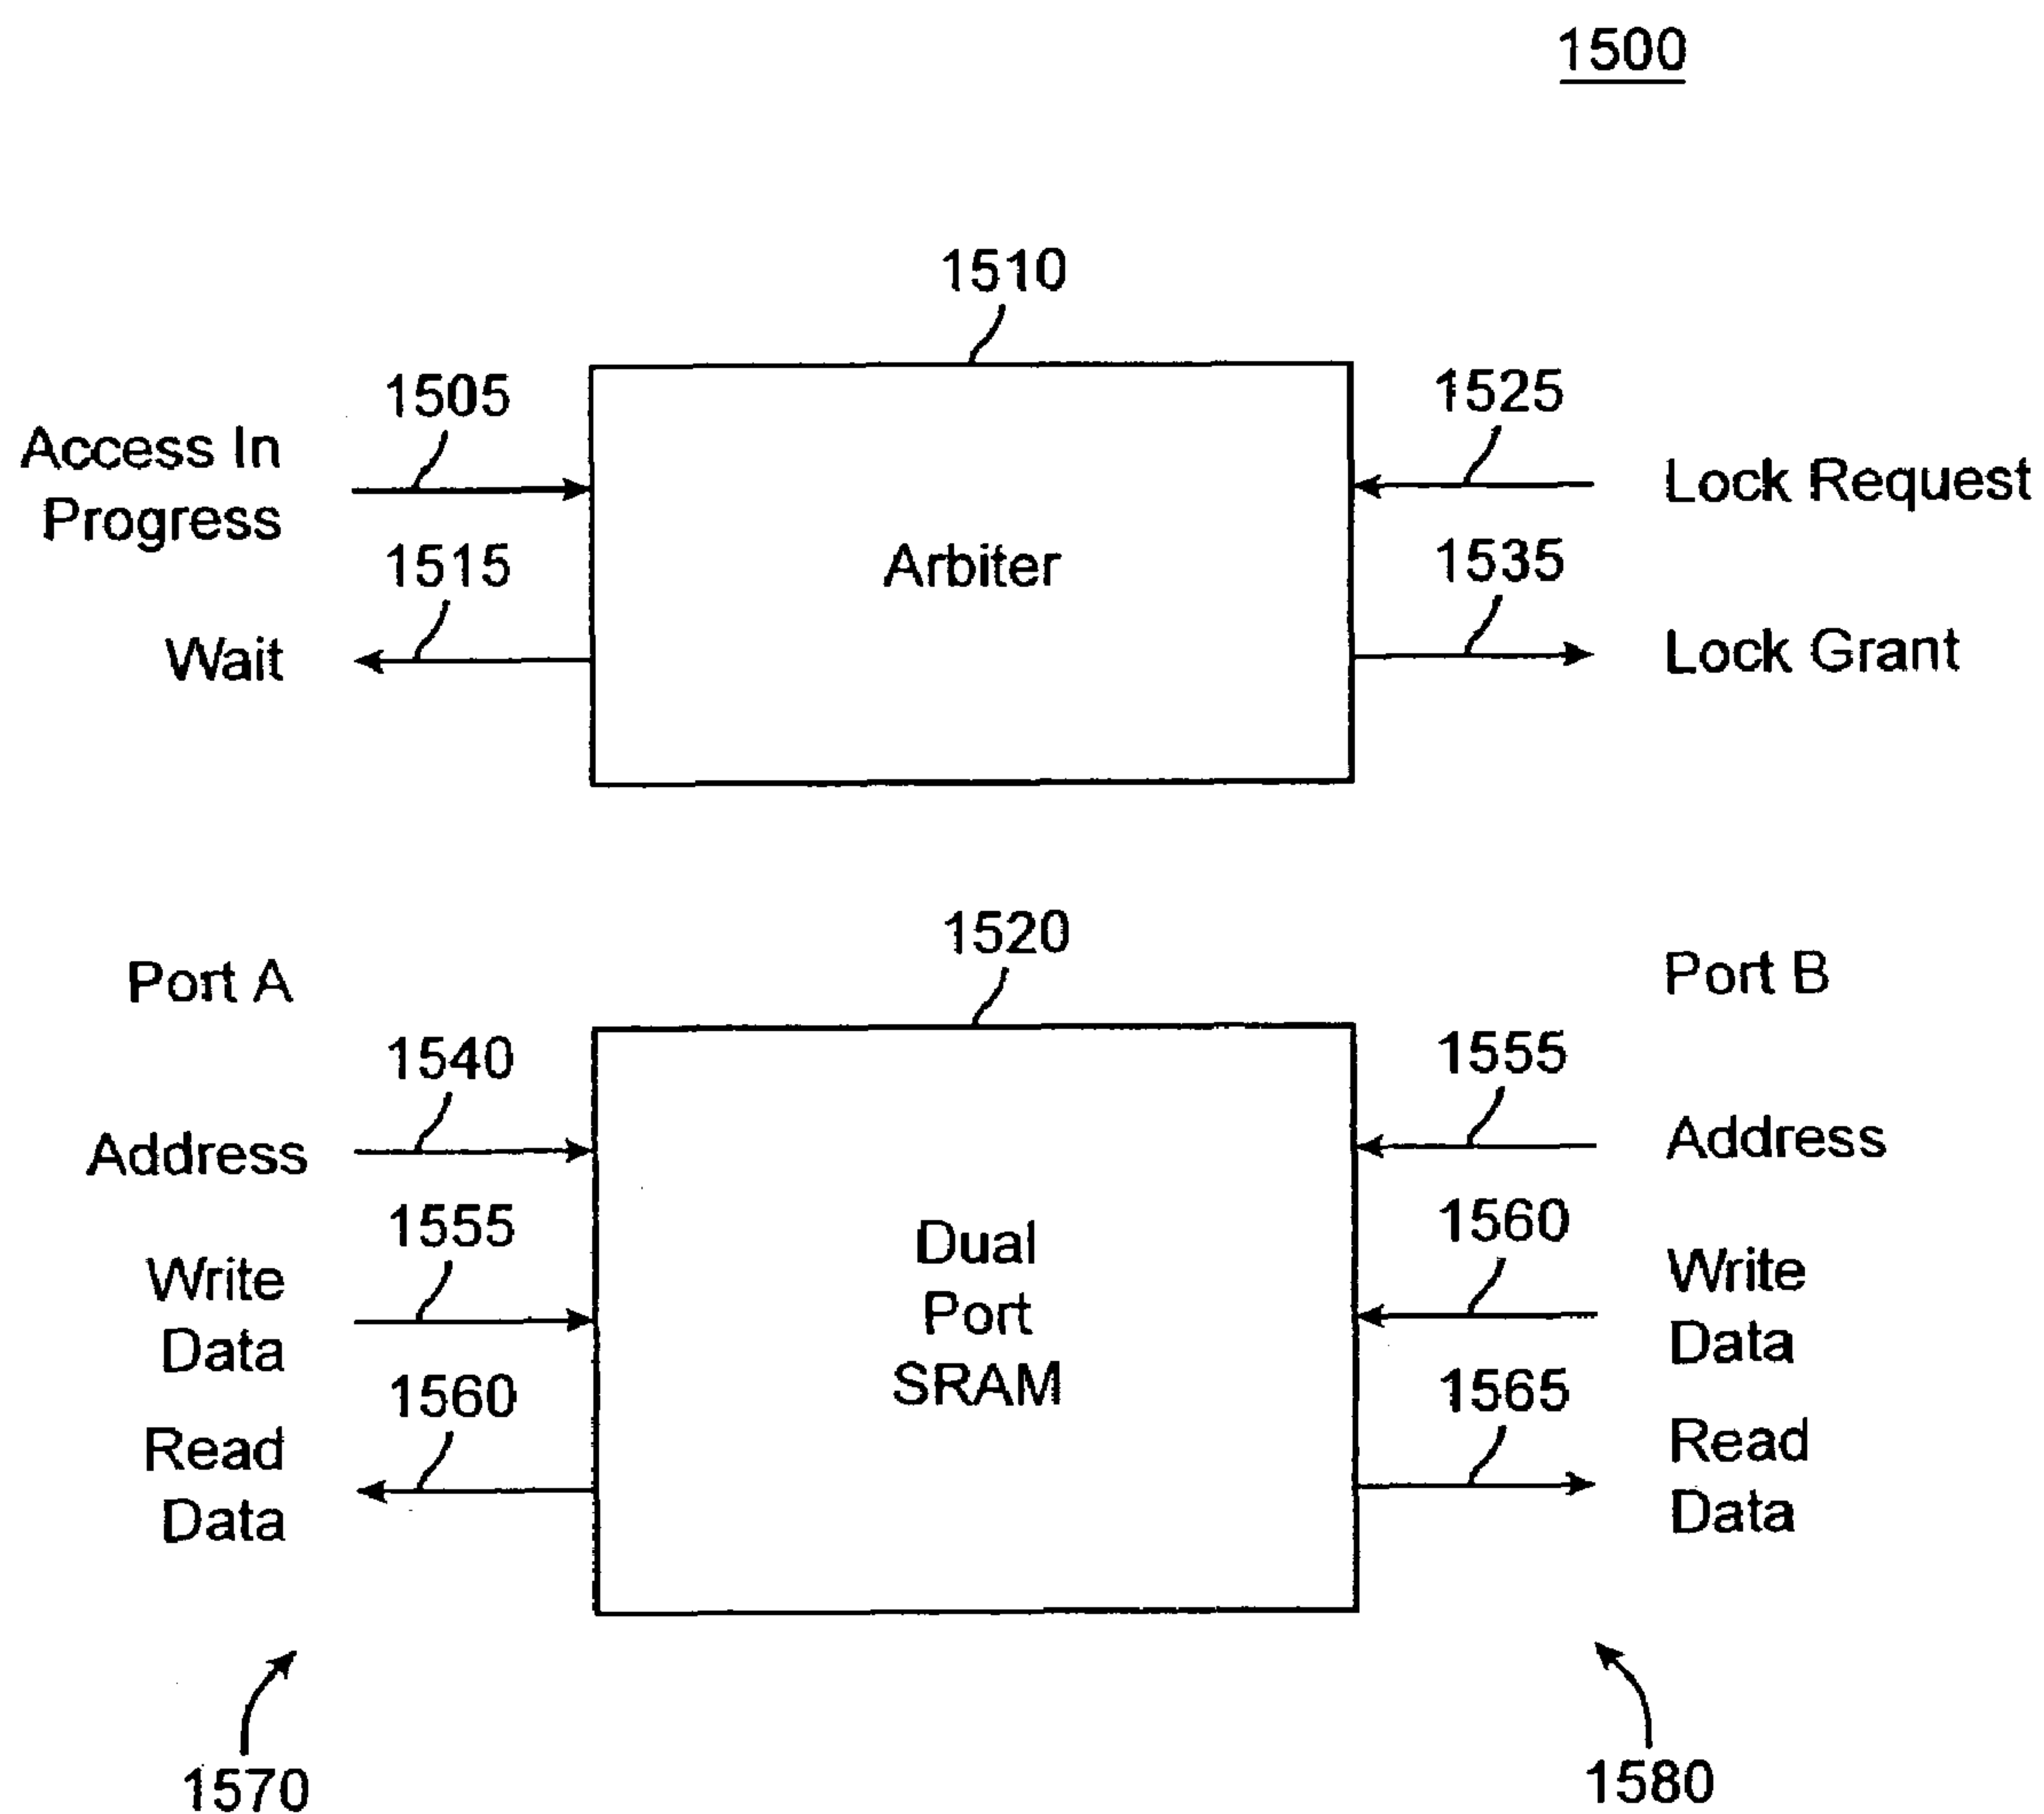 1500
1510
1505
1525
Access In
Progress
Lock Request
1515
1535
Arbiter
Wait
Lock Grant
1520
Port A
Port B
1540
1555
Address
Address
1555
1560
Write
Data
Dual
Port
SRAM
Write
Data
1560
1565
Read
Data
Read
Data
1570
1580